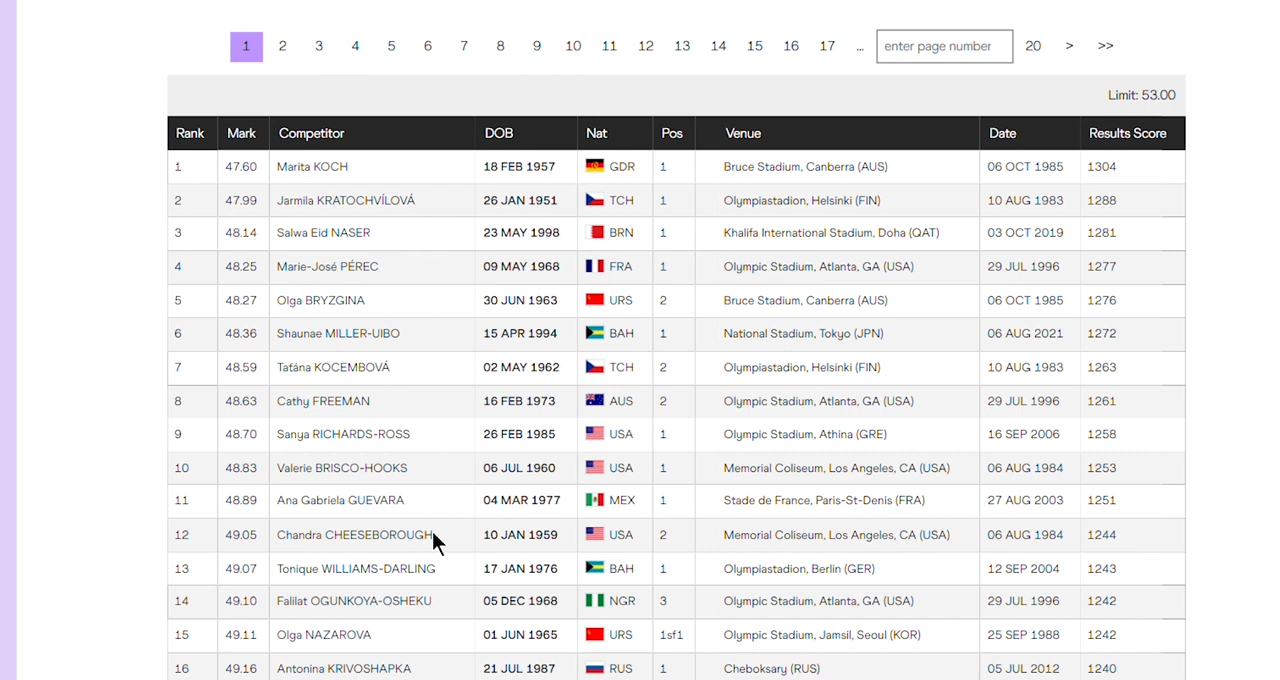 1 2 3 4 5 6 7 8 9 10 11 12 13 14 15 16 17 ... enter page number 20 > >>
Limit: 53.00
Rank Mark Competitor DOB Nat Pos Venue Date Results Score
1 47.60 Marita KOCH 18 FEB 1957 GDR 1 Bruce Stadium, Canberra (AUS) 06 OCT 1985 1304
2 47.99 Jarmila KRATOCHVÍLOVÁ 26 JAN 1951 TCH 1 Olympiastadion, Helsinki (FIN) 10 AUG 1983 1288
3 48.14 Salwa Eid NASER 23 MAY 1998 BRN 1 Khalifa International Stadium, Doha (QAT) 03 OCT 2019 1281
4 48.25 Marie-José PÉREC 09 MAY 1968 FRA 1 Olympic Stadium, Atlanta, GA (USA) 29 JUL 1996 1277
5 48.27 Olga BRYZGINA 30 JUN 1963 URS 2 Bruce Stadium, Canberra (AUS) 06 OCT 1985 1276
6 48.36 Shaunae MILLER-UIBO 15 APR 1994 BAH 1 National Stadium, Tokyo (JPN) 06 AUG 2021 1272
7 48.59 Taťána KOCEMBOVÁ 02 MAY 1962 TCH 2 Olympiastadion, Helsinki (FIN) 10 AUG 1983 1263
8 48.63 Cathy FREEMAN 16 FEB 1973 AUS 2 Olympic Stadium, Atlanta, GA (USA) 29 JUL 1996 1261
9 48.70 Sanya RICHARDS-ROSS 26 FEB 1985 USA 1 Olympic Stadium, Athina (GRE) 16 SEP 2006 1258
10 48.83 Valerie BRISCO-HOOKS 06 JUL 1960 USA 1 Memorial Coliseum, Los Angeles, CA (USA) 06 AUG 1984 1253
11 48.89 Ana Gabriela GUEVARA 04 MAR 1977 MEX 1 Stade de France, Paris-St-Denis (FRA) 27 AUG 2003 1251
12 49.05 Chandra CHEESEBOROUGH 10 JAN 1959 USA 2 Memorial Coliseum, Los Angeles, CA (USA) 06 AUG 1984 1244
13 49.07 Tonique WILLIAMS-DARLING 17 JAN 1976 BAH 1 Olympiastadion, Berlin (GER) 12 SEP 2004 1243
14 49.10 Falilat OGUNKOYA-OSHEKU 05 DEC 1968 NGR 3 Olympic Stadium, Atlanta, GA (USA) 29 JUL 1996 1242
15 49.11 Olga NAZAROVA 01 JUN 1965 URS 1sf1 Olympic Stadium, Jamsil, Seoul (KOR) 25 SEP 1988 1242
16 49.16 Antonina KRIVOSHAPKA 21 JUL 1987 RUS 1 Cheboksary (RUS) 05 JUL 2012 1240